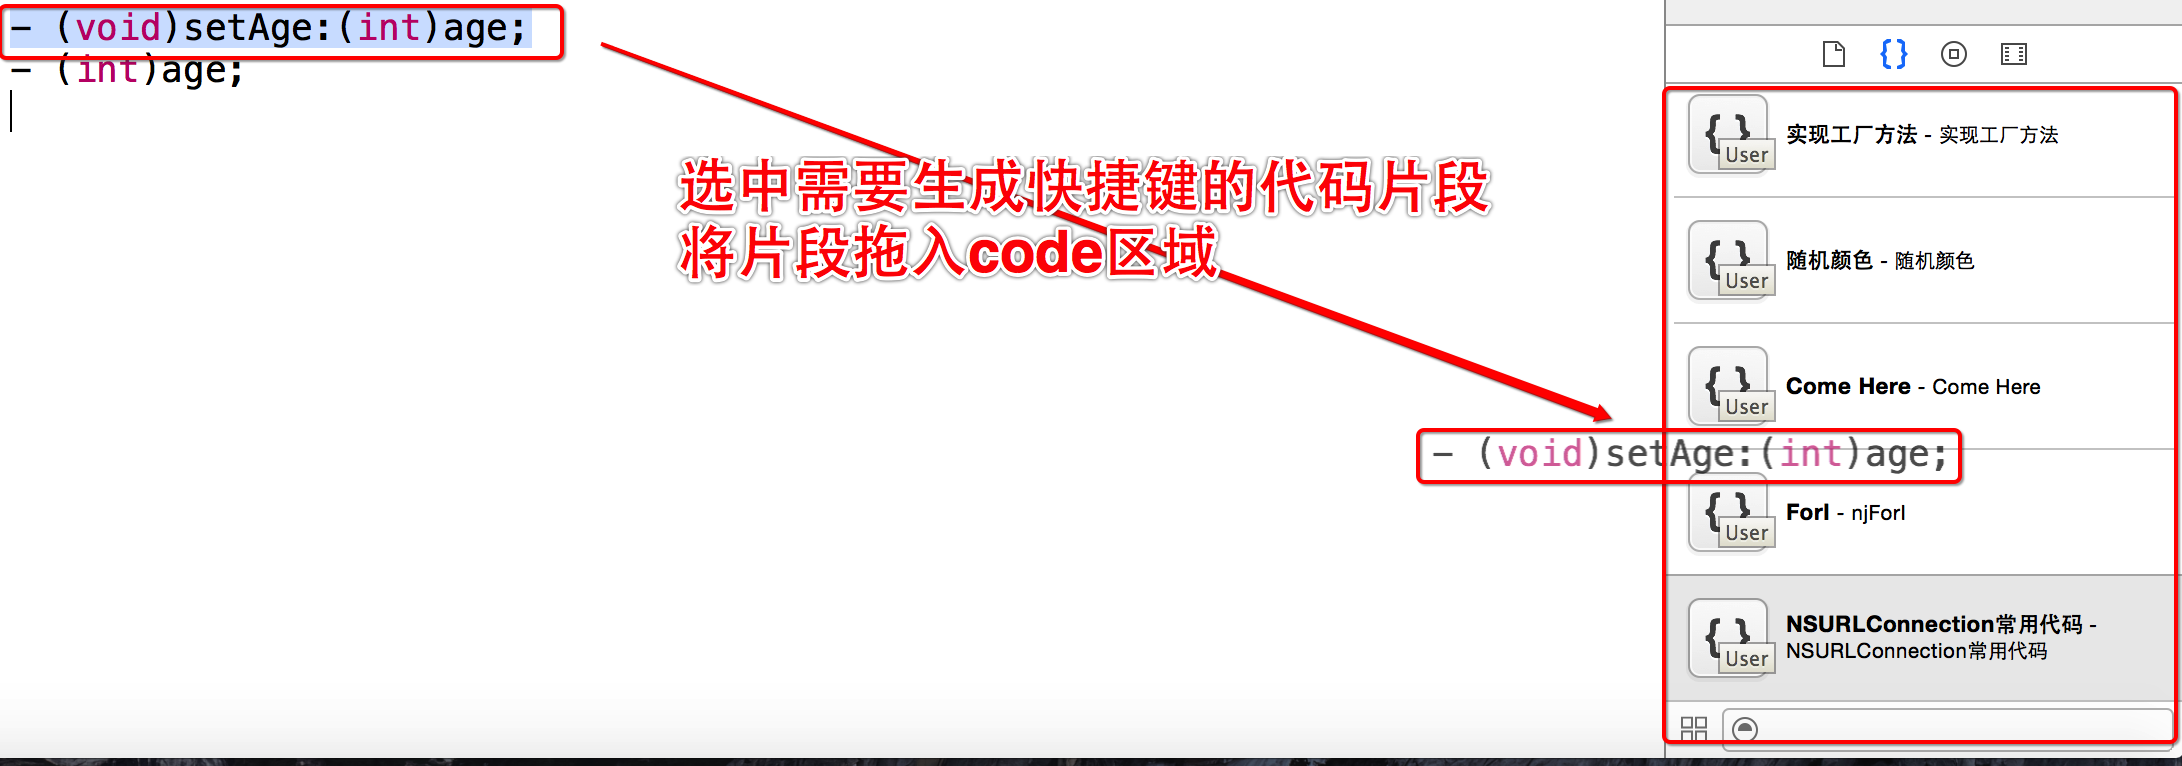 - (void)setAge:(int)age;
- (int)age;
选中需要生成快捷键的代码片段
将片段拖入code区域
- (void)setAge:(int)age;
{ }
{ }
User
实现工厂方法 - 实现工厂方法
{ }
User
随机颜色 - 随机颜色
{ }
User
Come Here - Come Here
{ }
User
ForI - njForI
{ }
User
NSURLConnection常用代码 -
NSURLConnection常用代码